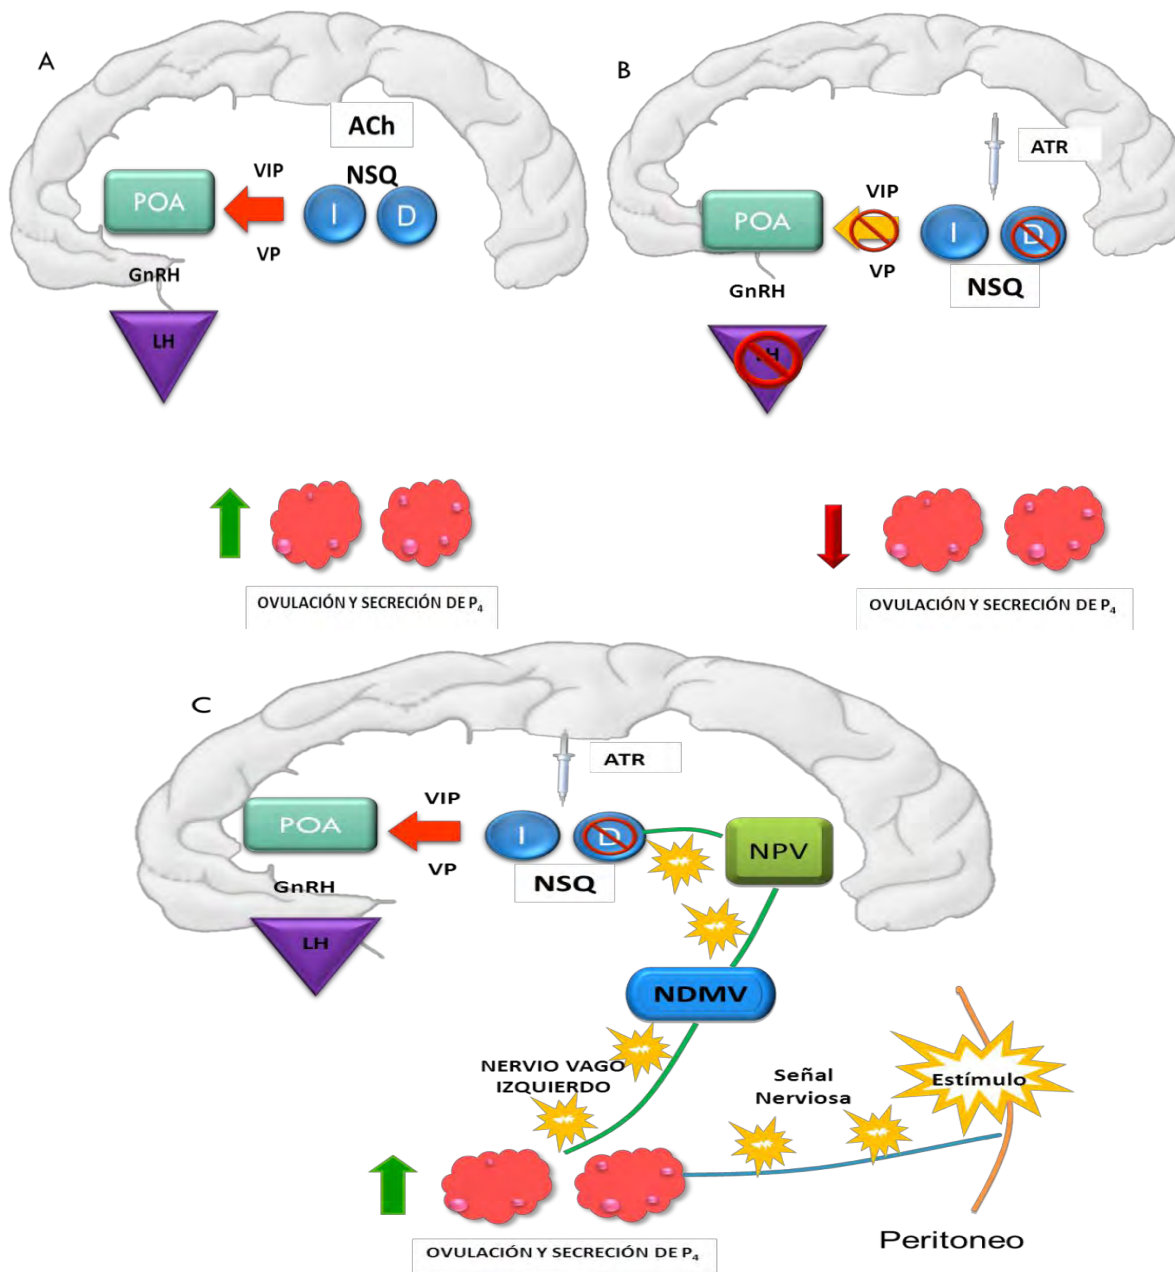 A
ACh
NSQ
VIP
POA
I
D
VP
GnRH
LH
OVULACIÓN Y SECRECIÓN DE P4
B
ATR
VIP
POA
I
D
VP
NSQ
GnRH
LH
OVULACIÓN Y SECRECIÓN DE P4
C
ATR
VIP
POA
I
D
NPV
VP
NSQ
GnRH
LH
NDMV
NERVIO VAGO
IZQUIERDO
Señal
Nerviosa
Estímulo
OVULACIÓN Y SECRECIÓN DE P4
Peritoneo